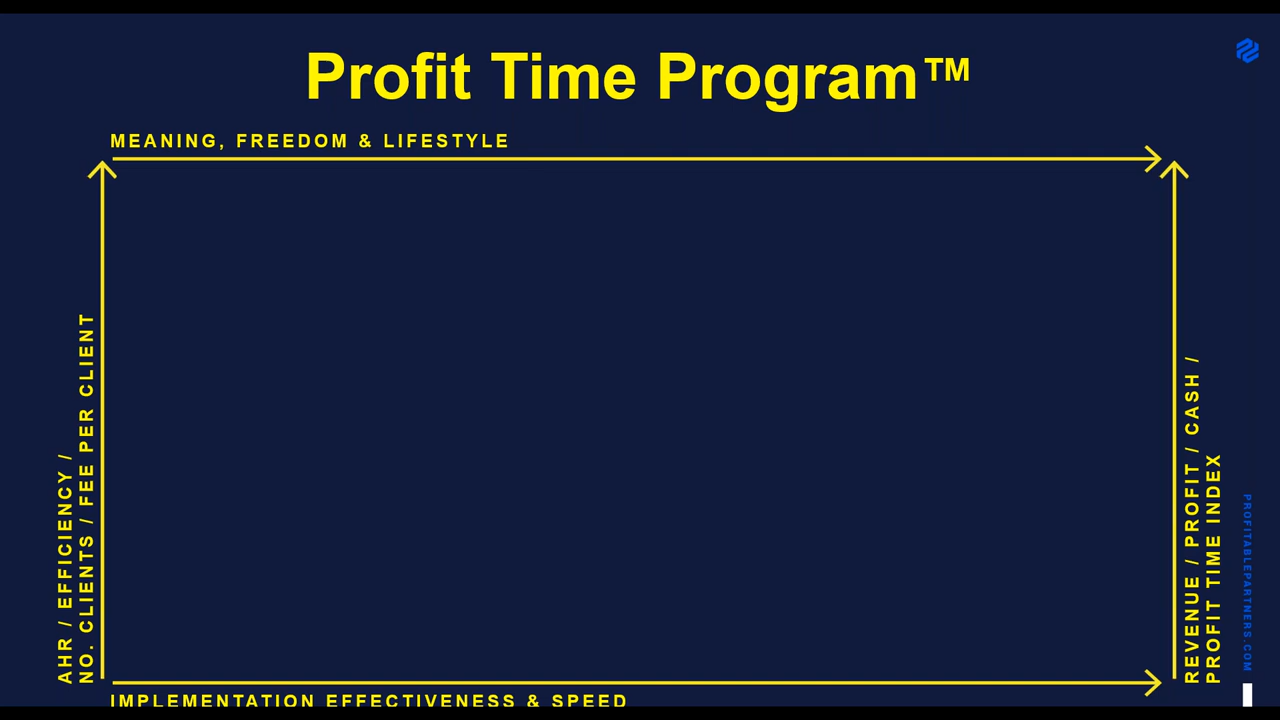 Profit Time Program™
MEANING, FREEDOM & LIFESTYLE
AHR / EFFICIENCY /
NO. CLIENTS / FEE PER CLIENT
REVENUE / PROFIT / CASH /
PROFIT TIME INDEX
PROFITABLEPARTNERS.COM
IMPLEMENTATION EFFECTIVENESS & SPEED